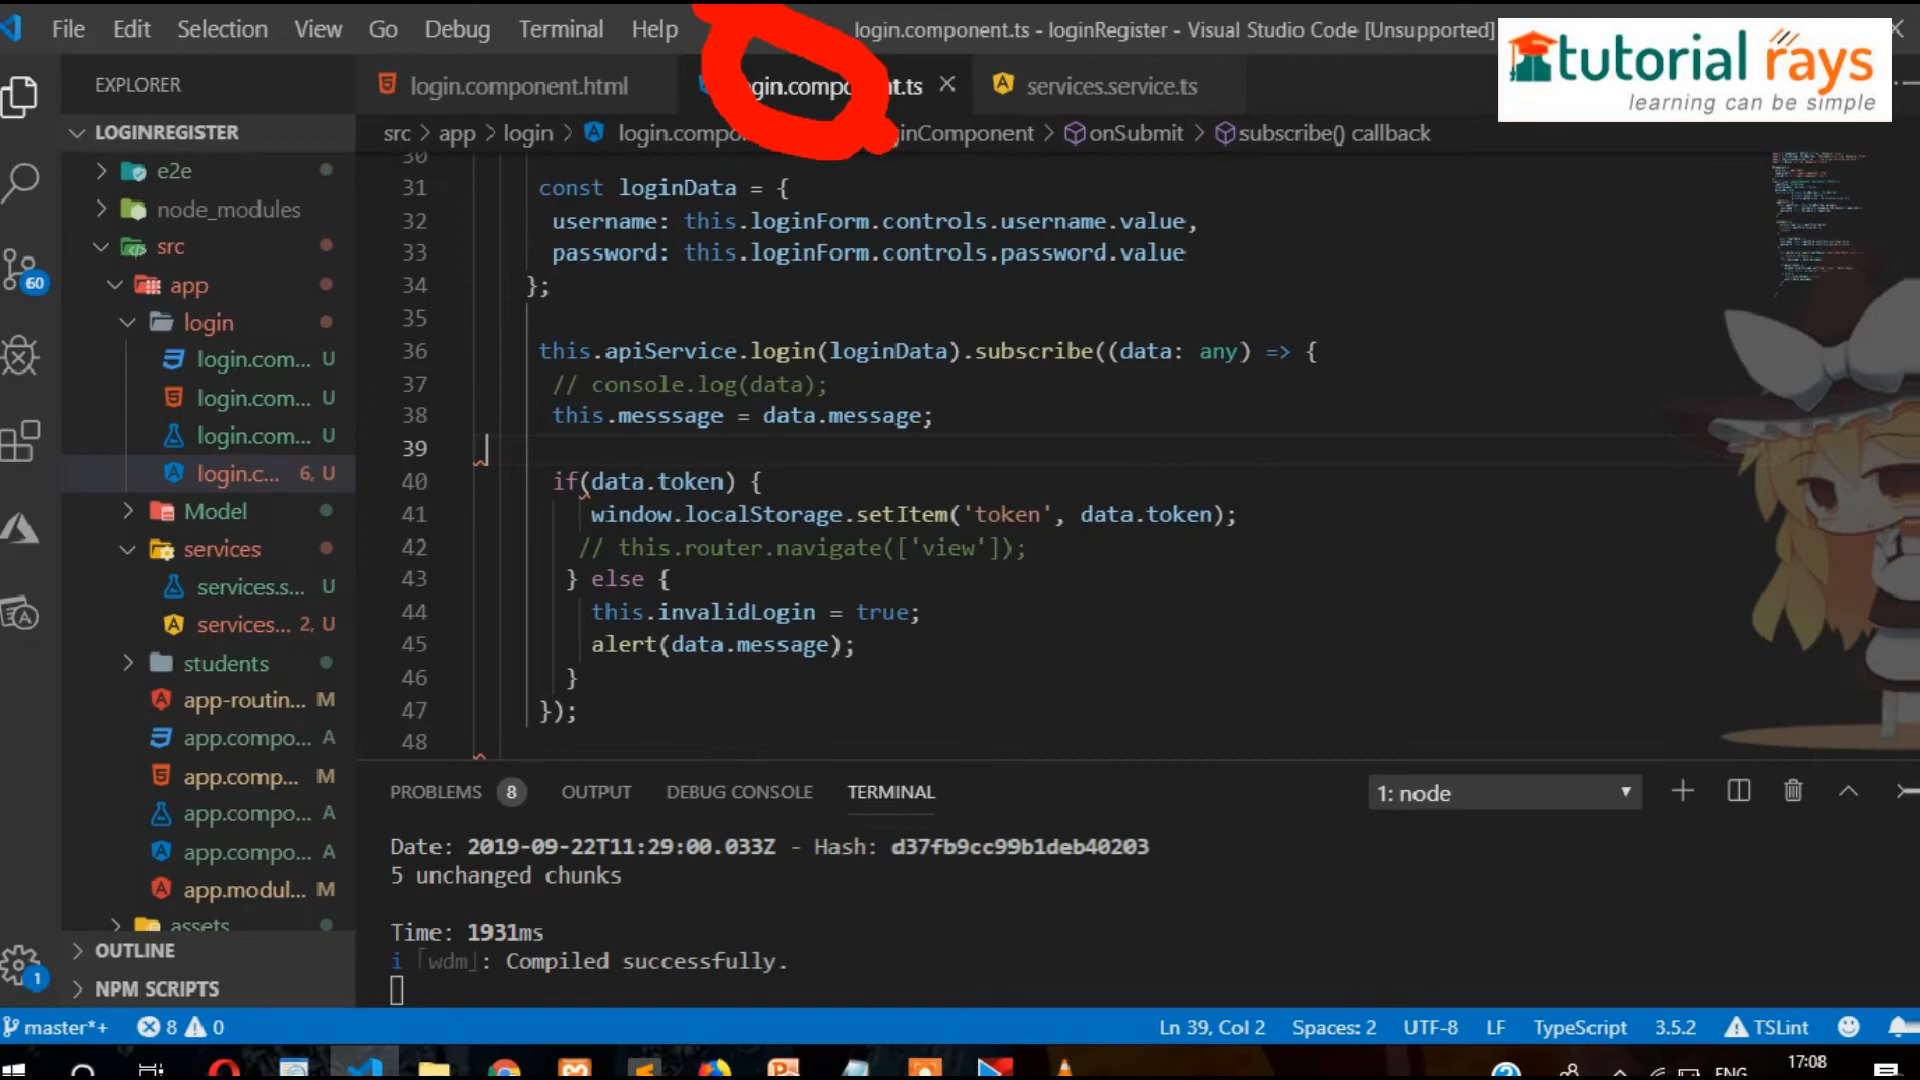 File Edit Selection View Go Debug Terminal Help login.component.ts - loginRegister - Visual Studio Code [Unsupported]
tutorial rays
learning can be simple
EXPLORER
login.component.html
services.service.ts
LOGINREGISTER
src > app > login > onSubmit > subscribe() callback
e2e
node_modules
src
app
login
login.com... U
login.com... U
login.com... U
login.c... 6, U
Model
services
services.s... U
services... 2, U
students
app-routin... M
app.compo... A
app.comp... M
app.compo... A
app.compo... A
app.modul... M
assets
OUTLINE
NPM SCRIPTS
60
1
30
31 const loginData = {
32 username: this.loginForm.controls.username.value,
33 password: this.loginForm.controls.password.value
34 };
35
36 this.apiService.login(loginData).subscribe((data: any) => {
37 // console.log(data);
38 this.messsage = data.message;
39
40 if(data.token) {
41 window.localStorage.setItem('token', data.token);
42 // this.router.navigate(['view']);
43 } else {
44 this.invalidLogin = true;
45 alert(data.message);
46 }
47 });
48
PROBLEMS 8 OUTPUT DEBUG CONSOLE TERMINAL 1: node
Date: 2019-09-22T11:29:00.033Z - Hash: d37fb9cc99b1deb40203
5 unchanged chunks
Time: 1931ms
i ｢wdm｣: Compiled successfully.
master*+ 8 0 Ln 39, Col 2 Spaces: 2 UTF-8 LF TypeScript 3.5.2 TSLint
ENG 17:08